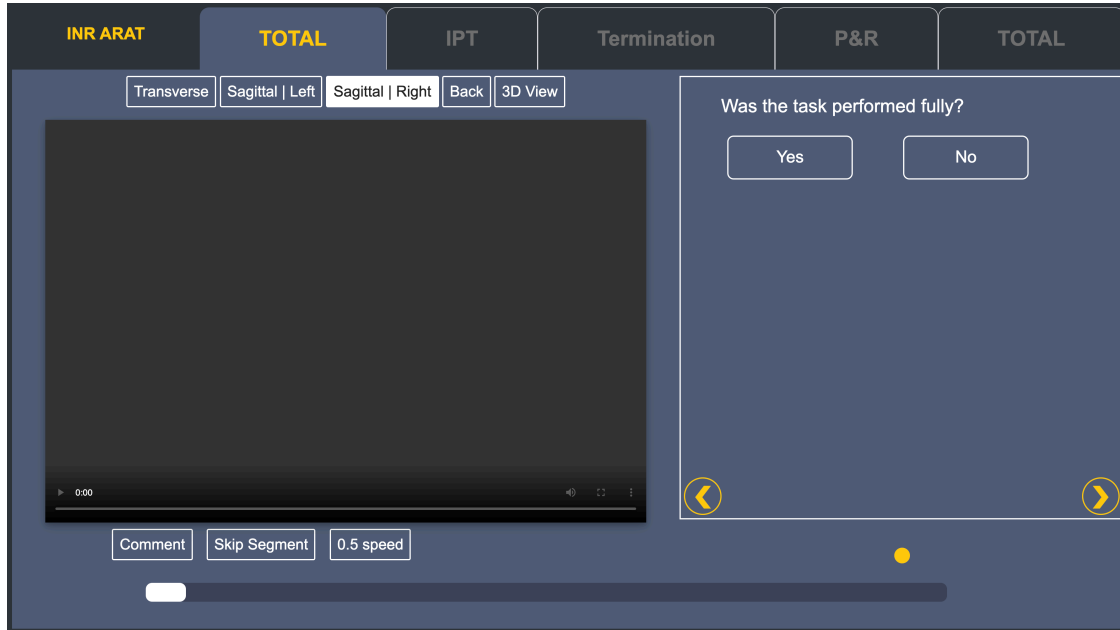 INR ARAT TOTAL IPT Termination P&R TOTAL
Transverse Sagittal | Left Sagittal | Right Back 3D View
Was the task performed fully?
Yes No
0:00
❮ ❯
Comment Skip Segment 0.5 speed